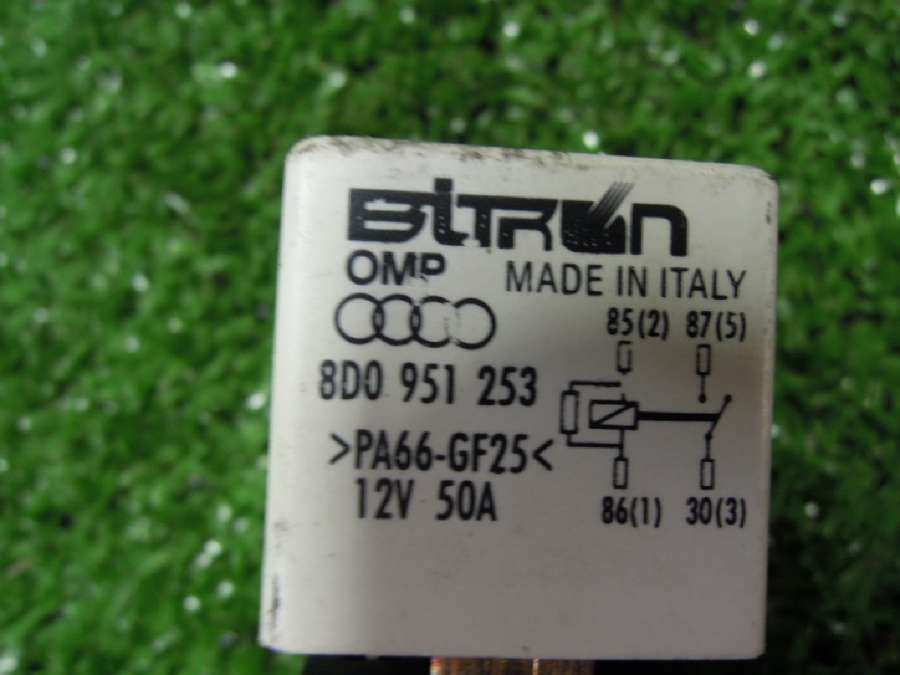 BiTRON
OMP MADE IN ITALY
85(2) 87(5)
8D0 951 253
>PA66-GF25<
12V 50A
86(1) 30(3)